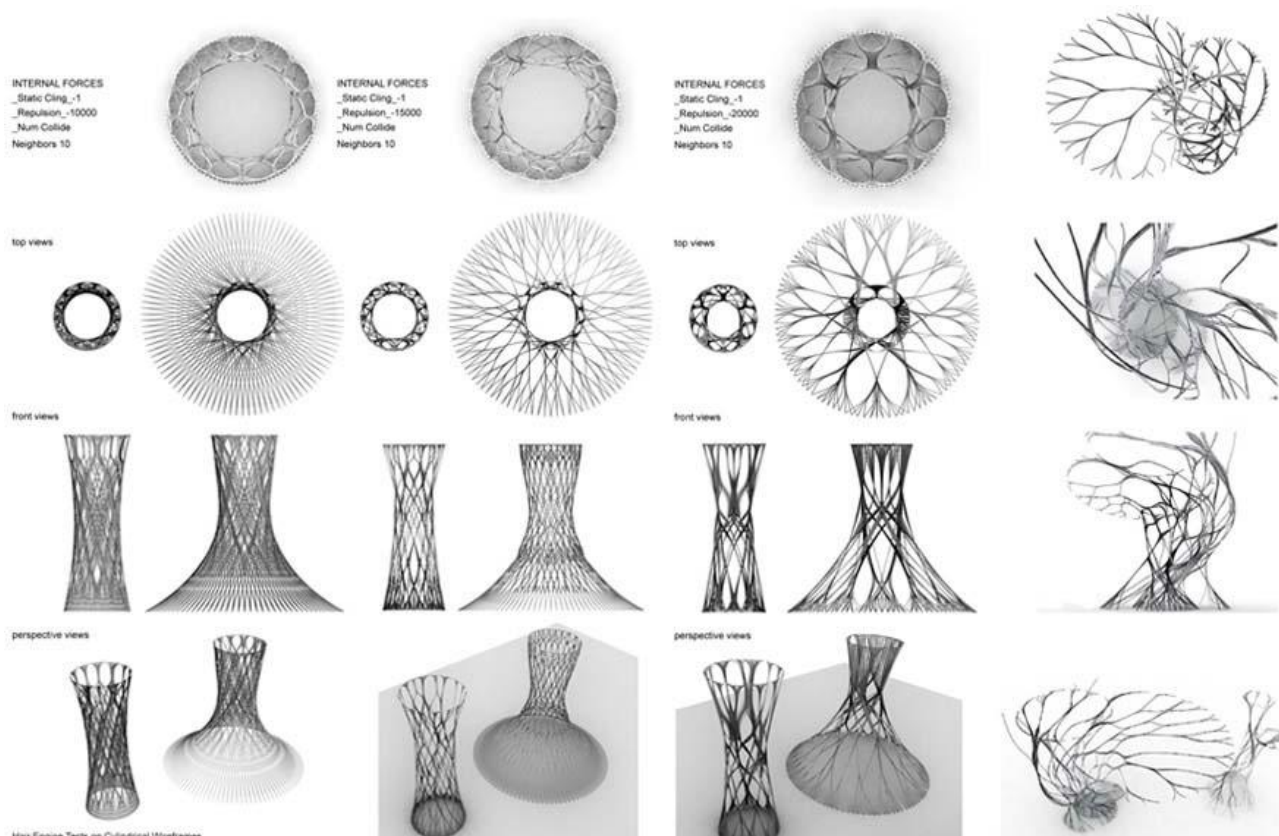 INTERNAL FORCES
_Static Cling_-1
_Repulsion_-10000
_Num Collide
Neighbors 10
INTERNAL FORCES
_Static Cling_-1
_Repulsion_-15000
_Num Collide
Neighbors 10
INTERNAL FORCES
_Static Cling_-1
_Repulsion_-20000
_Num Collide
Neighbors 10
top views
top views
front views
front views
perspective views
perspective views